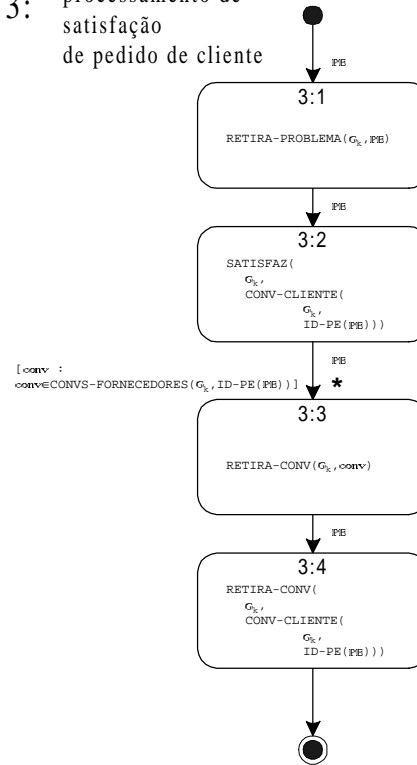 3:
processamento de
satisfação
de pedido de cliente
PE
3:1
RETIRA-PROBLEMA(Gk,PE)
PE
3:2
SATISFAZ(
Gk,
CONV-CLIENTE(
Gk,
ID-PE(PE)))
PE
[conv :
conv∈CONVS-FORNECEDORES(Gk,ID-PE(PE))]
*
3:3
RETIRA-CONV(Gk,conv)
PE
3:4
RETIRA-CONV(
Gk,
CONV-CLIENTE(
Gk,
ID-PE(PE)))